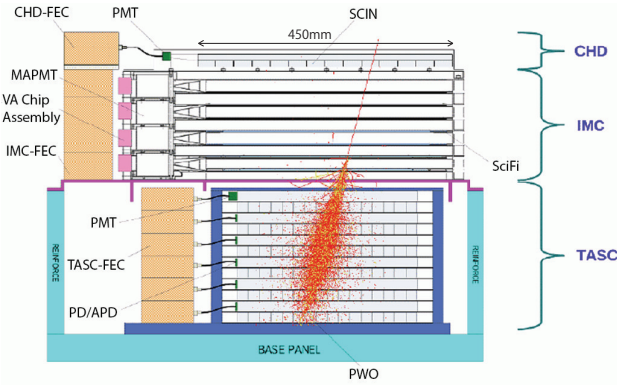 CHD-FEC
PMT
SCIN
450mm
CHD
MAPMT
VA Chip
Assembly
IMC
IMC-FEC
SciFi
PMT
REINFORCE
REINFORCE
TASC
TASC-FEC
PD/APD
BASE PANEL
PWO